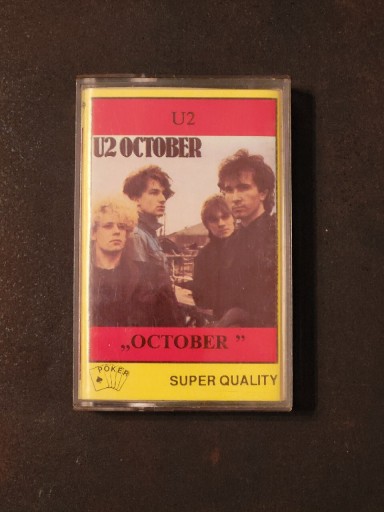 U2
U2 OCTOBER
„OCTOBER ”
POKER
SUPER QUALITY